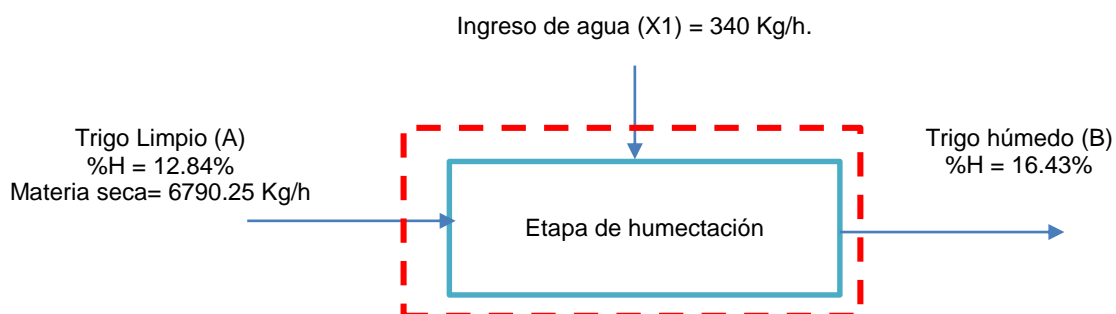 Ingreso de agua (X1) = 340 Kg/h.
Trigo Limpio (A)
%H = 12.84%
Materia seca= 6790.25 Kg/h
Etapa de humectación
Trigo húmedo (B)
%H = 16.43%